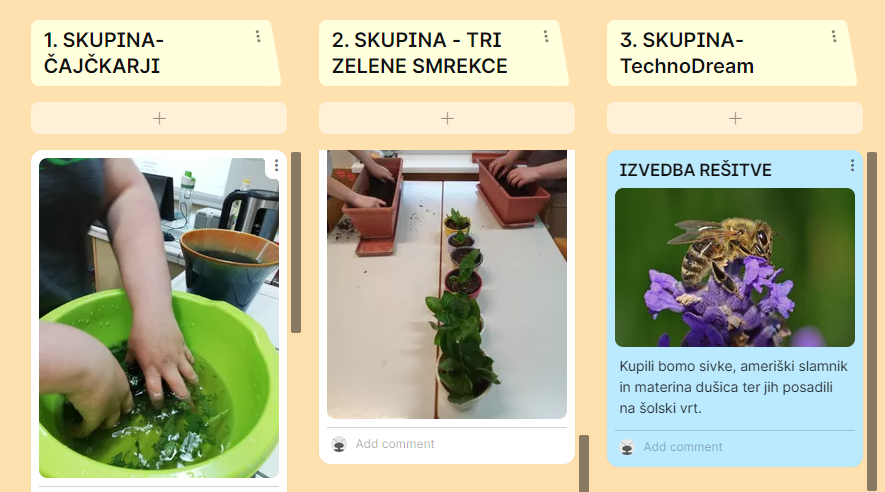 1. SKUPINA-
ČAJČKARJI
2. SKUPINA - TRI
ZELENE SMREKCE
3. SKUPINA-
TechnoDream
Add comment
IZVEDBA REŠITVE
Kupili bomo sivke, ameriški slamnik
in materina dušica ter jih posadili
na šolski vrt.
Add comment